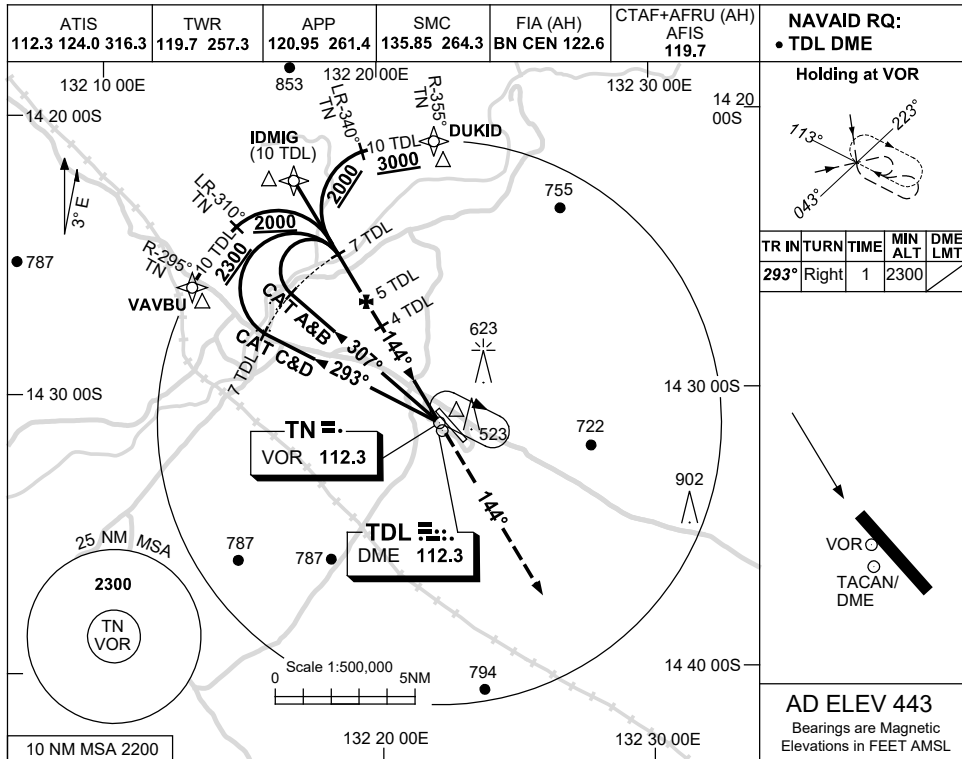 ATIS
112.3 124.0 316.3
TWR
119.7 257.3
APP
120.95 261.4
SMC
135.85 264.3
FIA (AH)
BN CEN 122.6
CTAF+AFRU (AH)
AFIS
119.7
NAVAID RQ:
• TDL DME
132 10 00E
853
132 20 00E
132 30 00E
14 20 00S
14 20
00S
LR-340°
TN
R-355°
TN
IDMIG
(10 TDL)
10 TDL
3000
DUKID
2000
3° E
LR-310°
TN
2000
755
7 TDL
R-295°
TN
10 TDL
2300
787
VAVBU
5 TDL
4 TDL
CAT A&B
307°
144°
623
CAT C&D
293°
7 TDL
14 30 00S
14 30 00S
523
TN
VOR 112.3
722
902
144°
TDL
DME 112.3
25 NM MSA
2300
TN
VOR
787
787
Scale 1:500,000
0
5NM
794
14 40 00S
10 NM MSA 2200
132 20 00E
132 30 00E
Holding at VOR
113°
223°
043°
TR IN
TURN
TIME
MIN
ALT
DME
LMT
293°
Right
1
2300
VOR
TACAN/
DME
AD ELEV 443
Bearings are Magnetic
Elevations in FEET AMSL